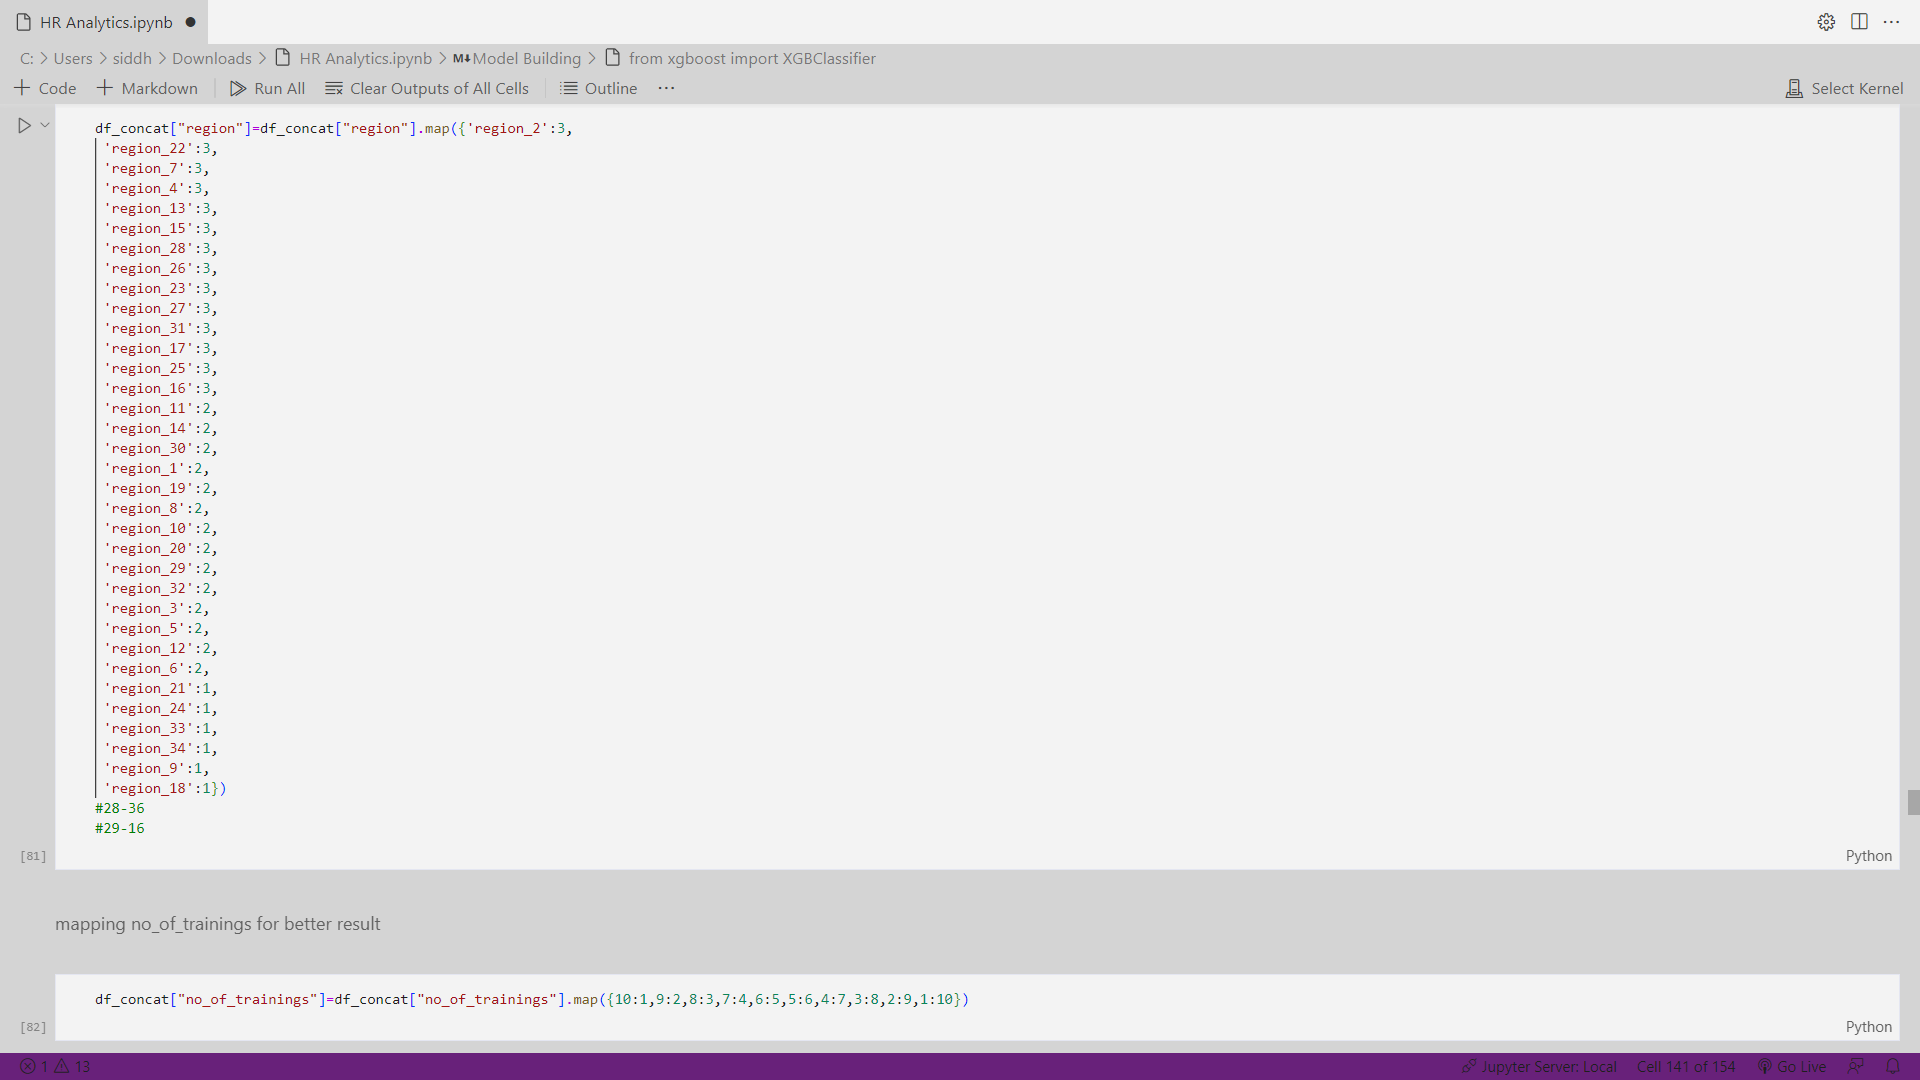 HR Analytics.ipynb
C: > Users > siddh > Downloads > HR Analytics.ipynb > M↓ Model Building > from xgboost import XGBClassifier
+ Code + Markdown Run All Clear Outputs of All Cells Outline ... Select Kernel
df_concat["region"]=df_concat["region"].map({'region_2':3,
'region_22':3,
'region_7':3,
'region_4':3,
'region_13':3,
'region_15':3,
'region_28':3,
'region_26':3,
'region_23':3,
'region_27':3,
'region_31':3,
'region_17':3,
'region_25':3,
'region_16':3,
'region_11':2,
'region_14':2,
'region_30':2,
'region_1':2,
'region_19':2,
'region_8':2,
'region_10':2,
'region_20':2,
'region_29':2,
'region_32':2,
'region_3':2,
'region_5':2,
'region_12':2,
'region_6':2,
'region_21':1,
'region_24':1,
'region_33':1,
'region_34':1,
'region_9':1,
'region_18':1})
#28-36
#29-16
[81] Python
mapping no_of_trainings for better result
df_concat["no_of_trainings"]=df_concat["no_of_trainings"].map({10:1,9:2,8:3,7:4,6:5,5:6,4:7,3:8,2:9,1:10})
[82] Python
1 13 Jupyter Server: Local Cell 141 of 154 Go Live